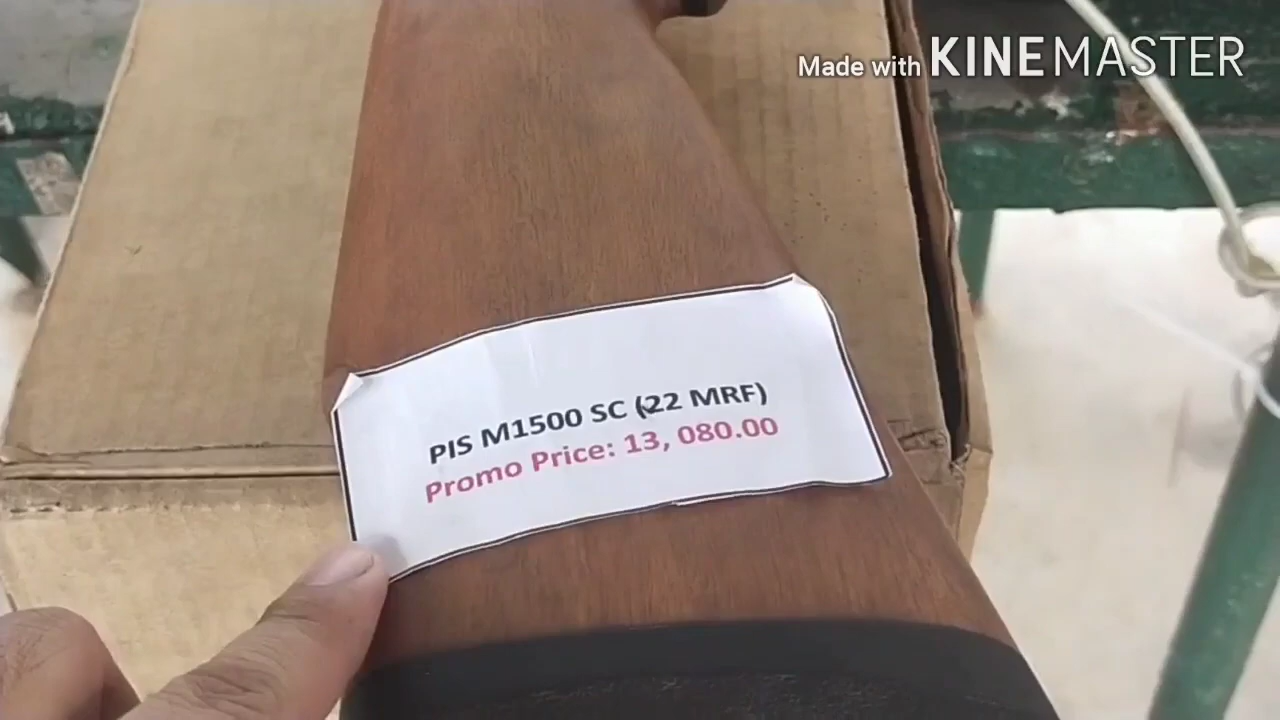 Made with KINEMASTER
PIS M1500 SC (22 MRF)
Promo Price: 13, 080.00